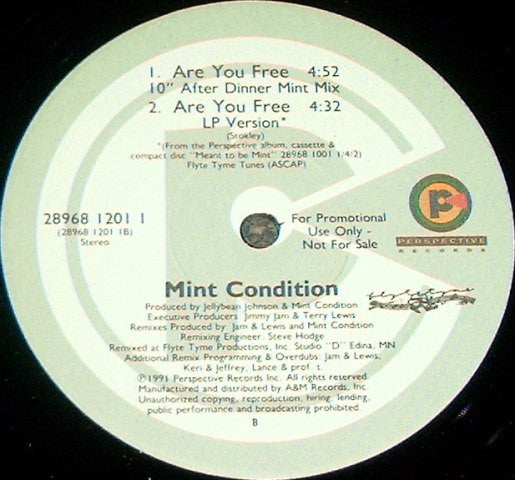 1. Are You Free 4:52
10" After Dinner Mint Mix
2. Are You Free 4:32
LP Version*
(Stokley)
*(From the Perspective album, cassette &
compact disc "Meant to be Mint" 28968 1001 1/4/2)
Flyte Tyme Tunes (ASCAP)
28968 1201 1
(28968 1201 1B)
Stereo
For Promotional
Use Only -
Not For Sale
PERSPECTIVE
RECORDS
Mint Condition
Produced by Jellybean Johnson & Mint Condition
Executive Producers: Jimmy Jam & Terry Lewis
Remixes Produced by: Jam & Lewis and Mint Condition
Remixing Engineer: Steve Hodge
Remixed at Flyte Tyme Productions, Inc. Studio "D" Edina, MN
Additional Remix Programming & Overdubs: Jam & Lewis,
Keri & Jeffrey, Lance & prof. t.
℗1991 Perspective Records Inc. All rights reserved.
Manufactured and distributed by A&M Records, Inc.
Unauthorized copying, reproduction, hiring, lending,
public performance and broadcasting prohibited.
B